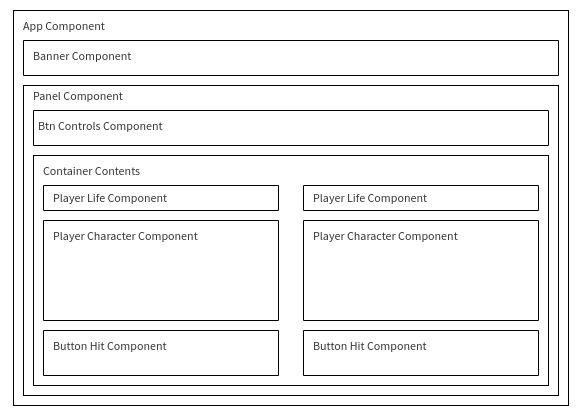 App Component
Banner Component
Panel Component
Btn Controls Component
Container Contents
Player Life Component
Player Life Component
Player Character Component
Player Character Component
Button Hit Component
Button Hit Component